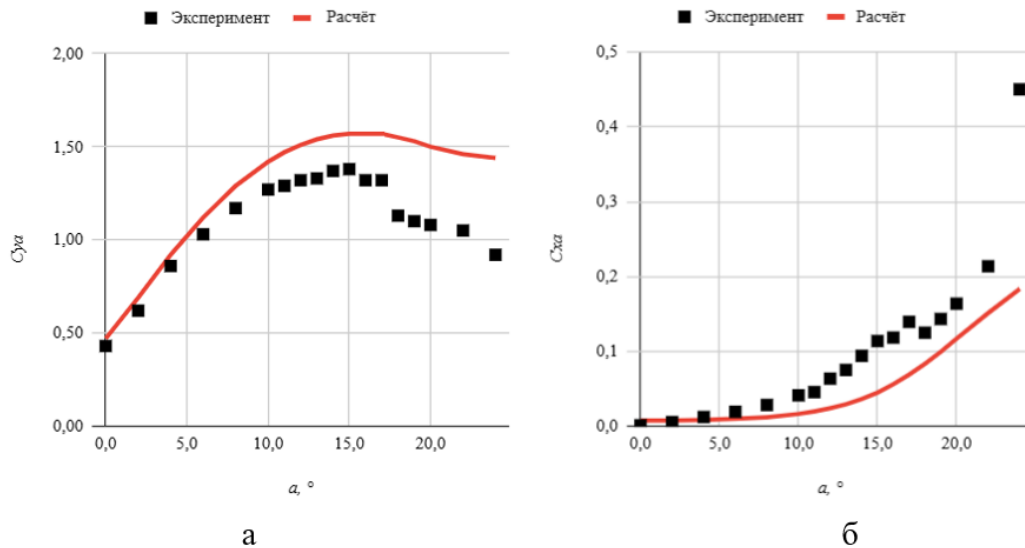 Эксперимент Расчёт
2,00
1,50
1,00
0,50
0,00
Cya
0,0 5,0 10,0 15,0 20,0
a, °
а
Эксперимент Расчёт
0,5
0,4
0,3
0,2
0,1
0,0
Cxa
0,0 5,0 10,0 15,0 20,0
a, °
б